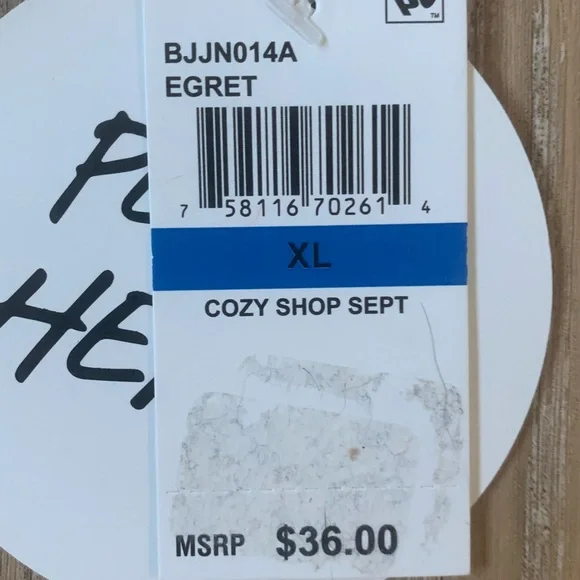 BJJN014A
EGRET
7 58116 70261 4
XL
COZY SHOP SEPT
MSRP $36.00